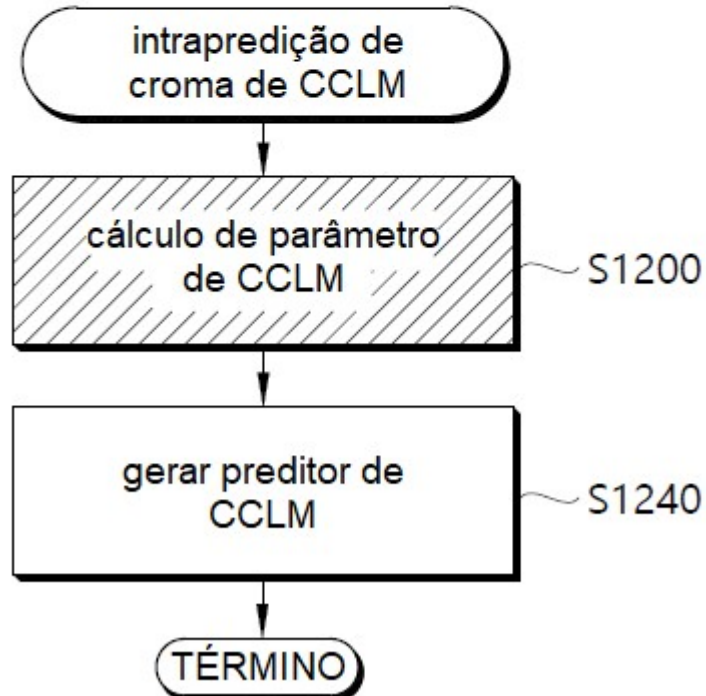 intrapredição de
croma de CCLM
cálculo de parâmetro
de CCLM
S1200
gerar preditor de
CCLM
S1240
TÉRMINO